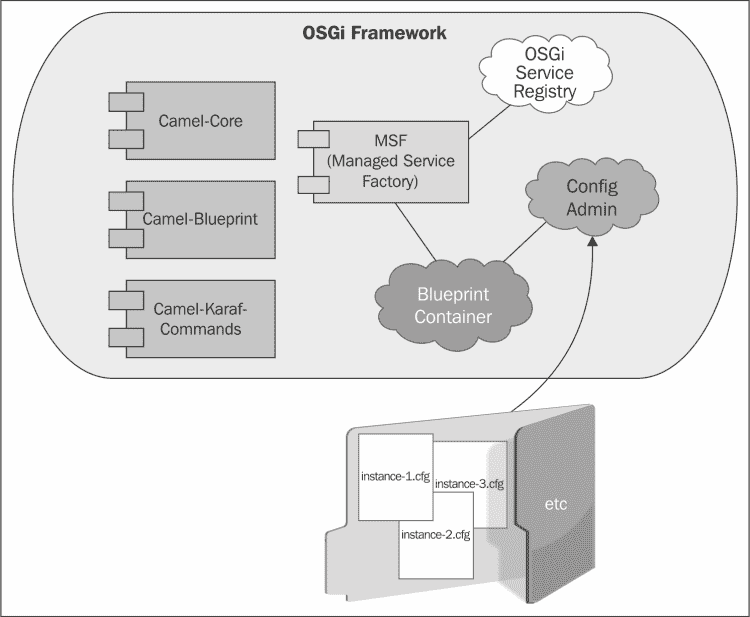 OSGi Framework
OSGi
Service
Registry
Camel-Core
MSF
(Managed Service
Factory)
Config
Admin
Camel-Blueprint
Blueprint
Container
Camel-Karaf-
Commands
instance-1.cfg
instance-3.cfg
etc
instance-2.cfg